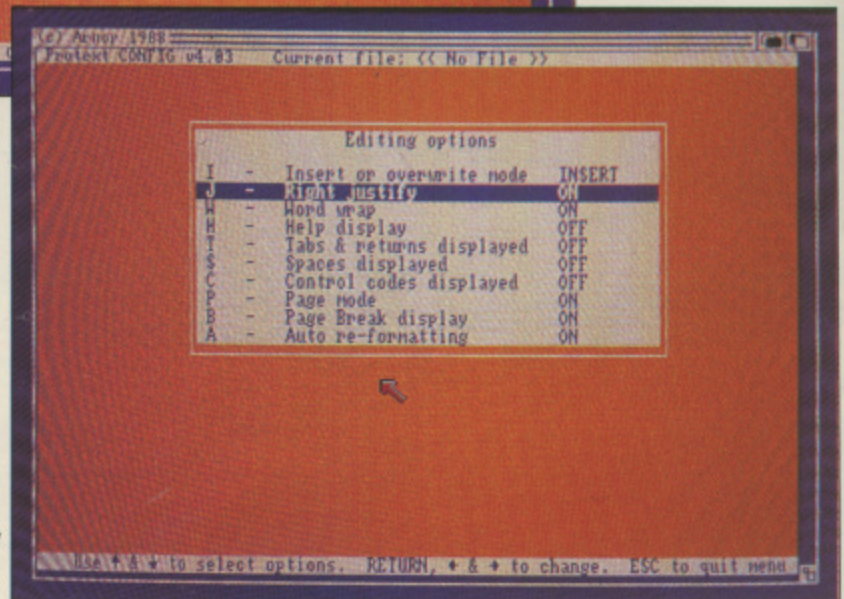 (c) Arnor 1988
Protext CONFIG v4.03 Current file: << No File >>
Editing options
I - Insert or overwrite mode INSERT
J - Right justify ON
W - Word wrap ON
H - Help display OFF
T - Tabs & returns displayed OFF
S - Spaces displayed OFF
C - Control codes displayed OFF
P - Page mode ON
B - Page Break display ON
A - Auto re-formatting ON
Use ↑ & ↓ to select options. RETURN, ← & → to change. ESC to quit menu